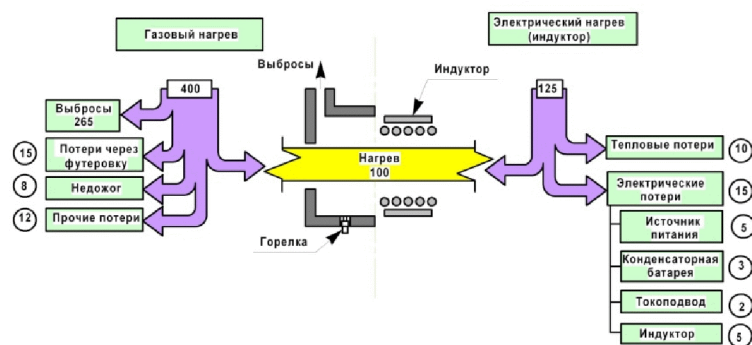 Газовый нагрев
Электрический нагрев
(индуктор)
Выбросы
Индуктор
400
125
Выбросы
265
15
Потери через
футеровку
8
Недожог
12
Прочие потери
Нагрев
100
Горелка
Тепловые потери
10
Электрические
потери
15
Источник
питания
5
Конденсаторная
батарея
3
Токоподвод
2
Индуктор
5